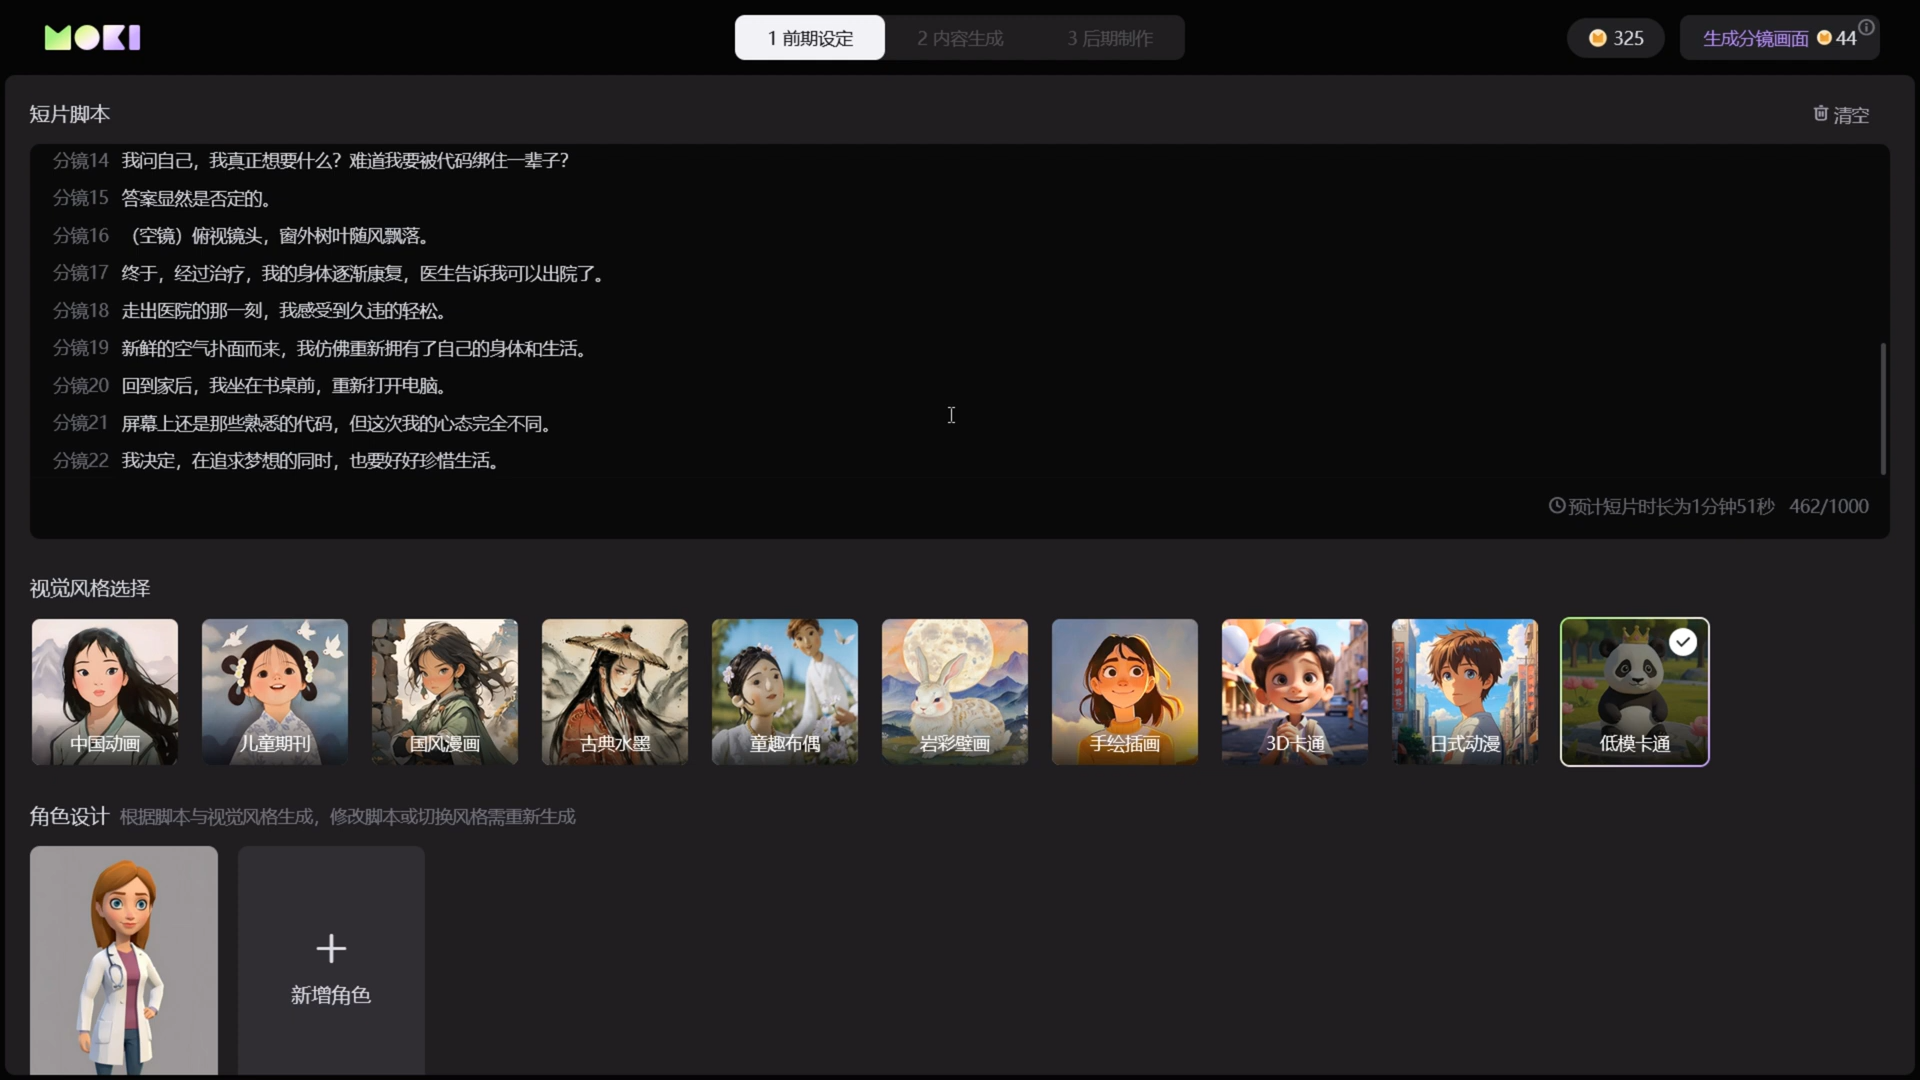 MOKI
1 前期设定
2 内容生成
3 后期制作
325
生成分镜画面 44
短片脚本
清空
分镜14 我问自己，我真正想要什么？难道我要被代码绑住一辈子？
分镜15 答案显然是否定的。
分镜16 （空镜）俯视镜头，窗外树叶随风飘落。
分镜17 终于，经过治疗，我的身体逐渐康复，医生告诉我可以出院了。
分镜18 走出医院的那一刻，我感受到久违的轻松。
分镜19 新鲜的空气扑面而来，我仿佛重新拥有了自己的身体和生活。
分镜20 回到家后，我坐在书桌前，重新打开电脑。
分镜21 屏幕上还是那些熟悉的代码，但这次我的心态完全不同。
分镜22 我决定，在追求梦想的同时，也要好好珍惜生活。
预计短片时长为1分钟51秒 462/1000
视觉风格选择
中国动画
儿童期刊
国风漫画
古典水墨
童趣布偶
岩彩壁画
手绘插画
3D卡通
日式动漫
低模卡通
角色设计 根据脚本与视觉风格生成，修改脚本或切换风格需重新生成
新增角色